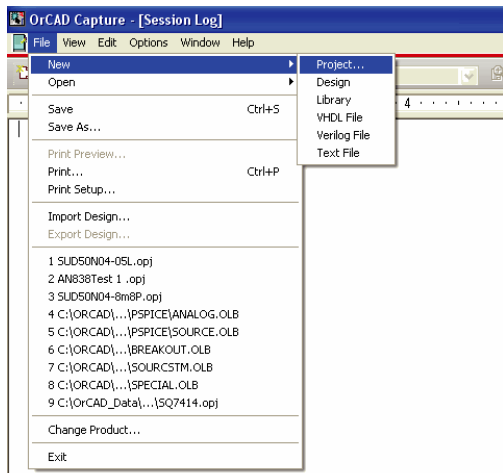 OrCAD Capture - [Session Log]
File View Edit Options Window Help
New
Open
Save Ctrl+S
Save As...
Print Preview...
Print... Ctrl+P
Print Setup...
Import Design...
Export Design...
1 SUD50N04-05L.opj
2 AN838Test 1 .opj
3 SUD50N04-8m8P.opj
4 C:\ORCAD\...\PSPICE\ANALOG.OLB
5 C:\ORCAD\...\PSPICE\SOURCE.OLB
6 C:\ORCAD\...\BREAKOUT.OLB
7 C:\ORCAD\...\SOURCSTM.OLB
8 C:\ORCAD\...\SPECIAL.OLB
9 C:\OrCAD_Data\...\SQ7414.opj
Change Product...
Exit
Project...
Design
Library
VHDL File
Verilog File
Text File
4